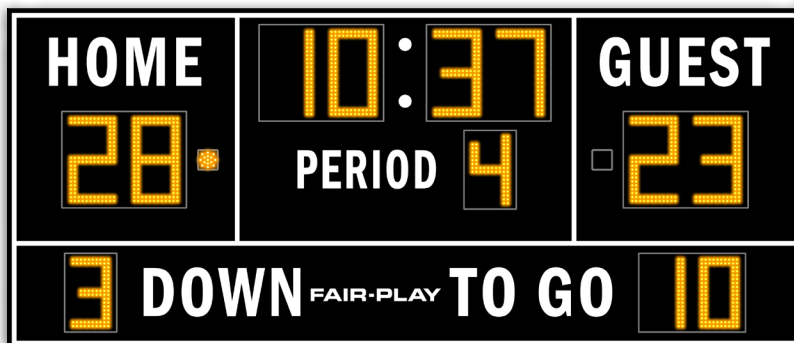 HOME 10:37 GUEST
28 PERIOD 4 23
3 DOWN FAIR-PLAY TO GO 10